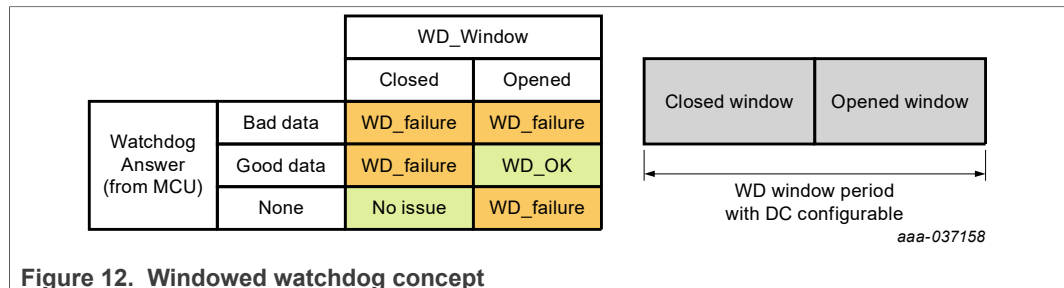 WD_Window
Closed Opened
Watchdog
Answer
(from MCU)
Bad data WD_failure WD_failure
Good data WD_failure WD_OK
None No issue WD_failure
Closed window Opened window
WD window period
with DC configurable
aaa-037158
Figure 12. Windowed watchdog concept